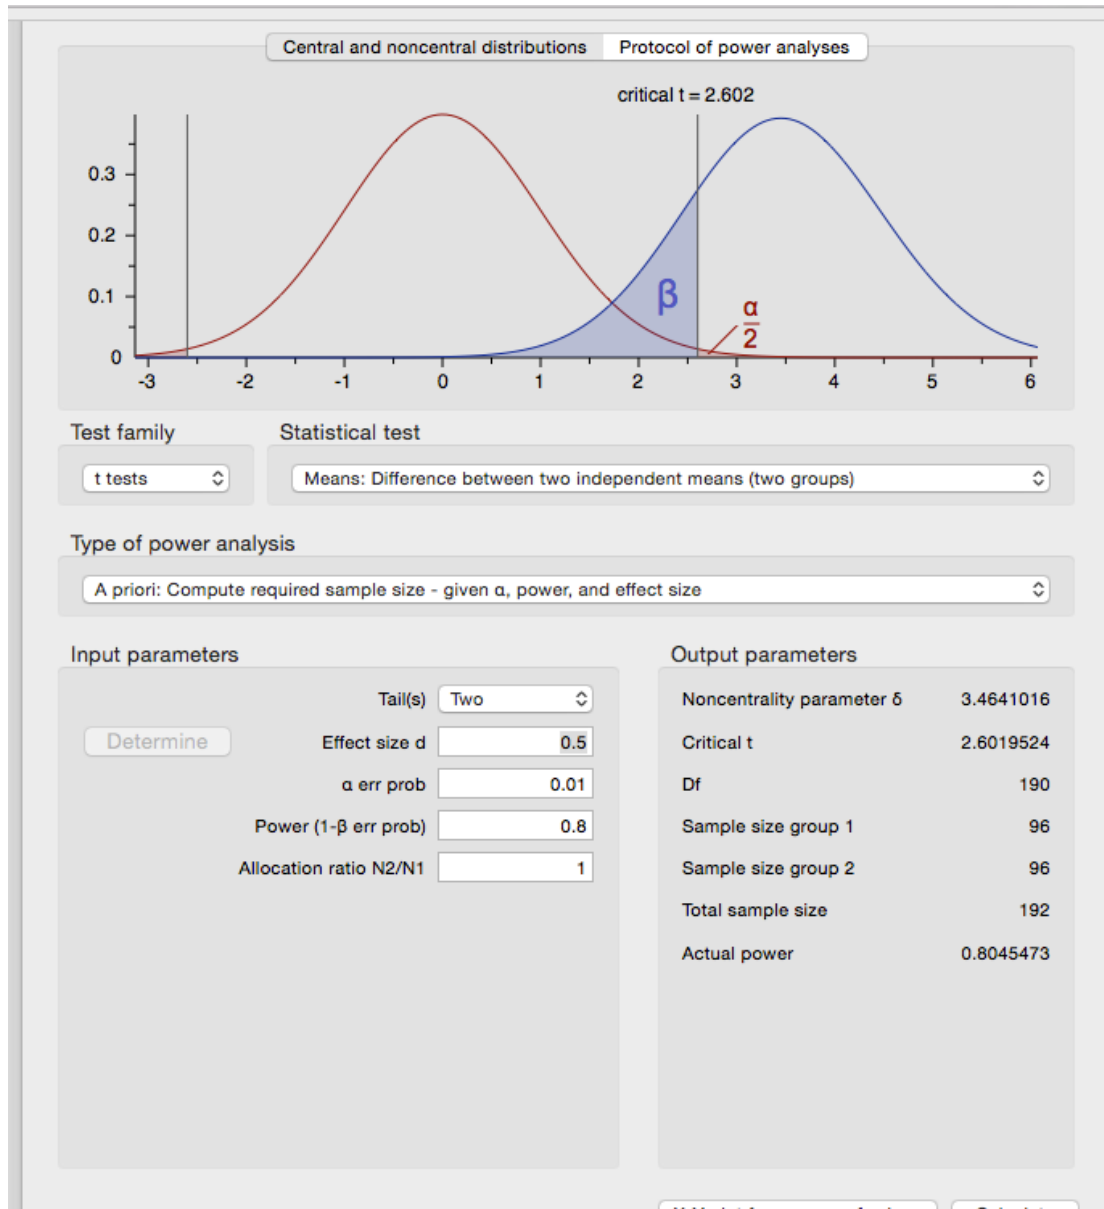 Central and noncentral distributions Protocol of power analyses
critical t = 2.602
0.3
0.2
0.1
0
β
α
2
-3 -2 -1 0 1 2 3 4 5 6
Test family Statistical test
t tests Means: Difference between two independent means (two groups)
Type of power analysis
A priori: Compute required sample size - given α, power, and effect size
Input parameters
Tail(s) Two
Determine Effect size d 0.5
α err prob 0.01
Power (1-β err prob) 0.8
Allocation ratio N2/N1 1
Output parameters
Noncentrality parameter δ 3.4641016
Critical t 2.6019524
Df 190
Sample size group 1 96
Sample size group 2 96
Total sample size 192
Actual power 0.8045473